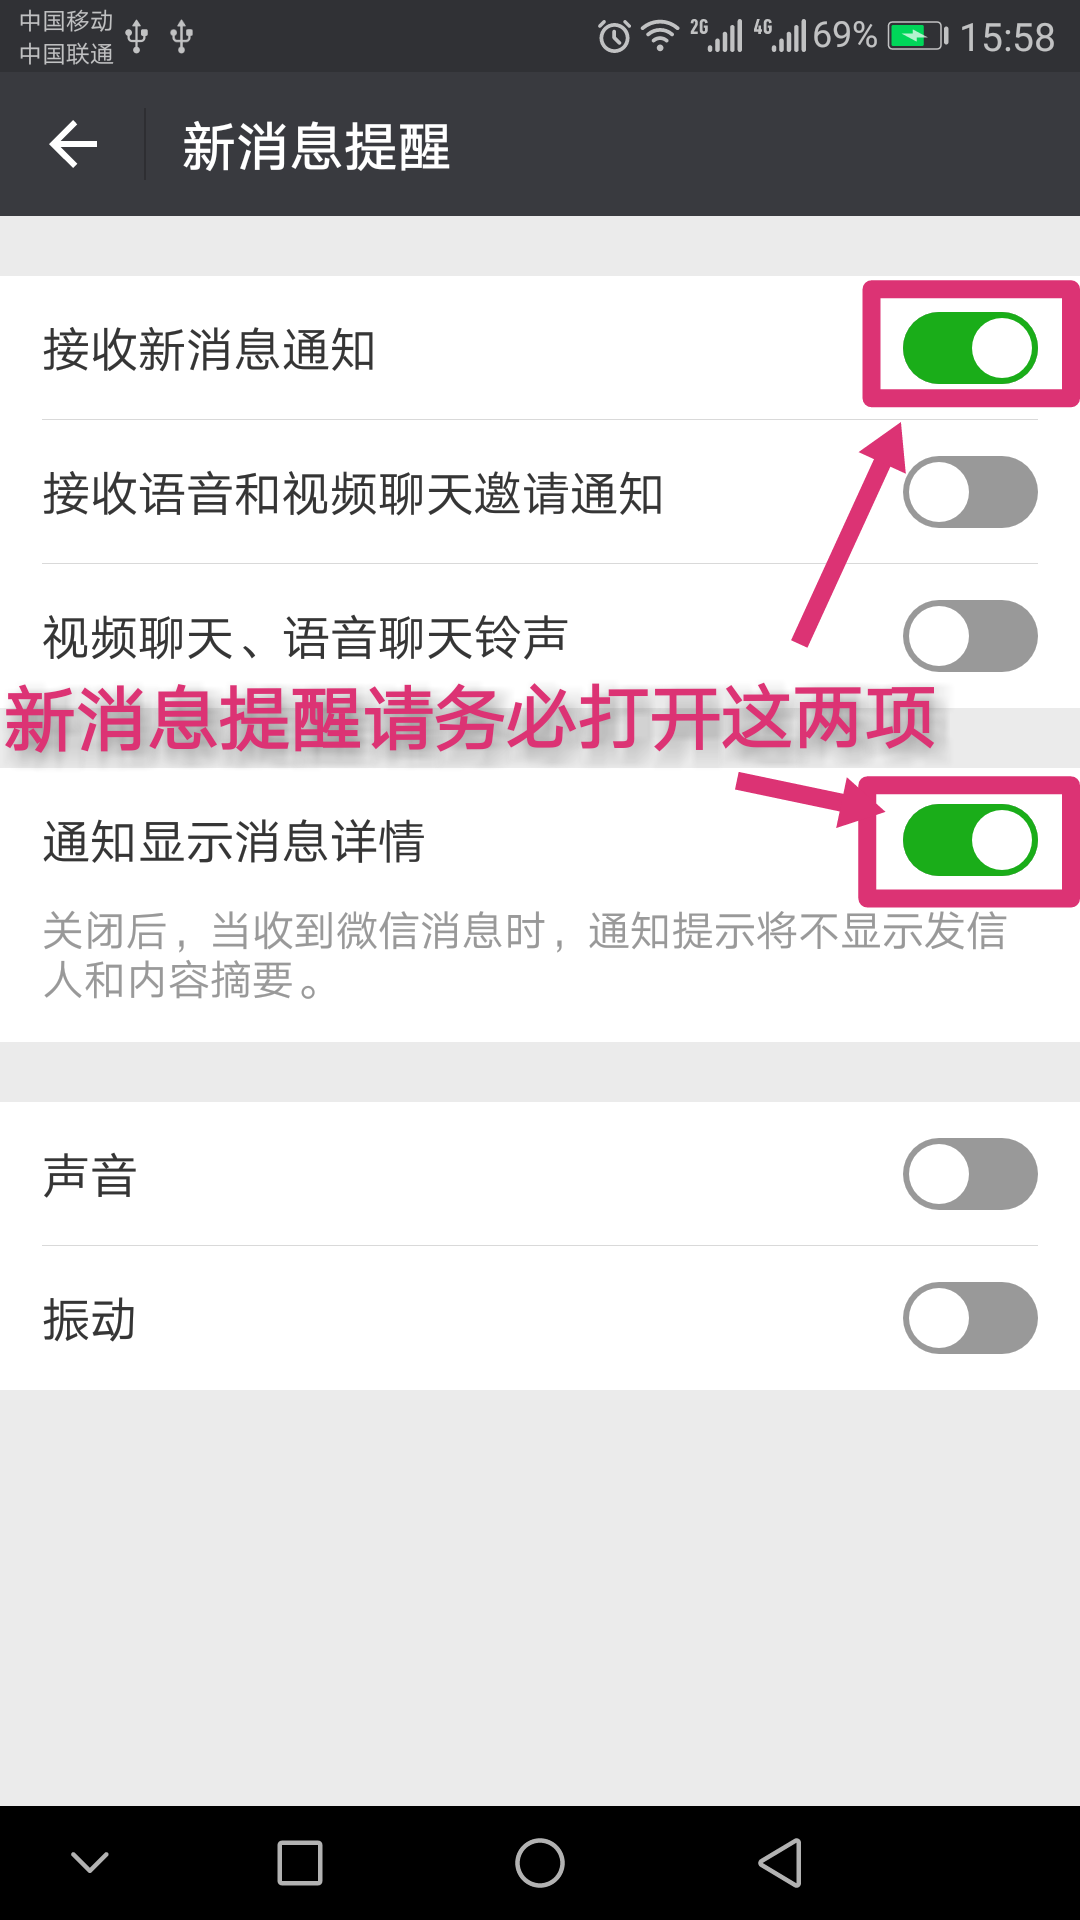 中国移动
中国联通
2G 4G 69% 15:58
新消息提醒
接收新消息通知
接收语音和视频聊天邀请通知
视频聊天、语音聊天铃声
新消息提醒请务必打开这两项
通知显示消息详情
关闭后，当收到微信消息时，通知提示将不显示发信
人和内容摘要。
声音
振动